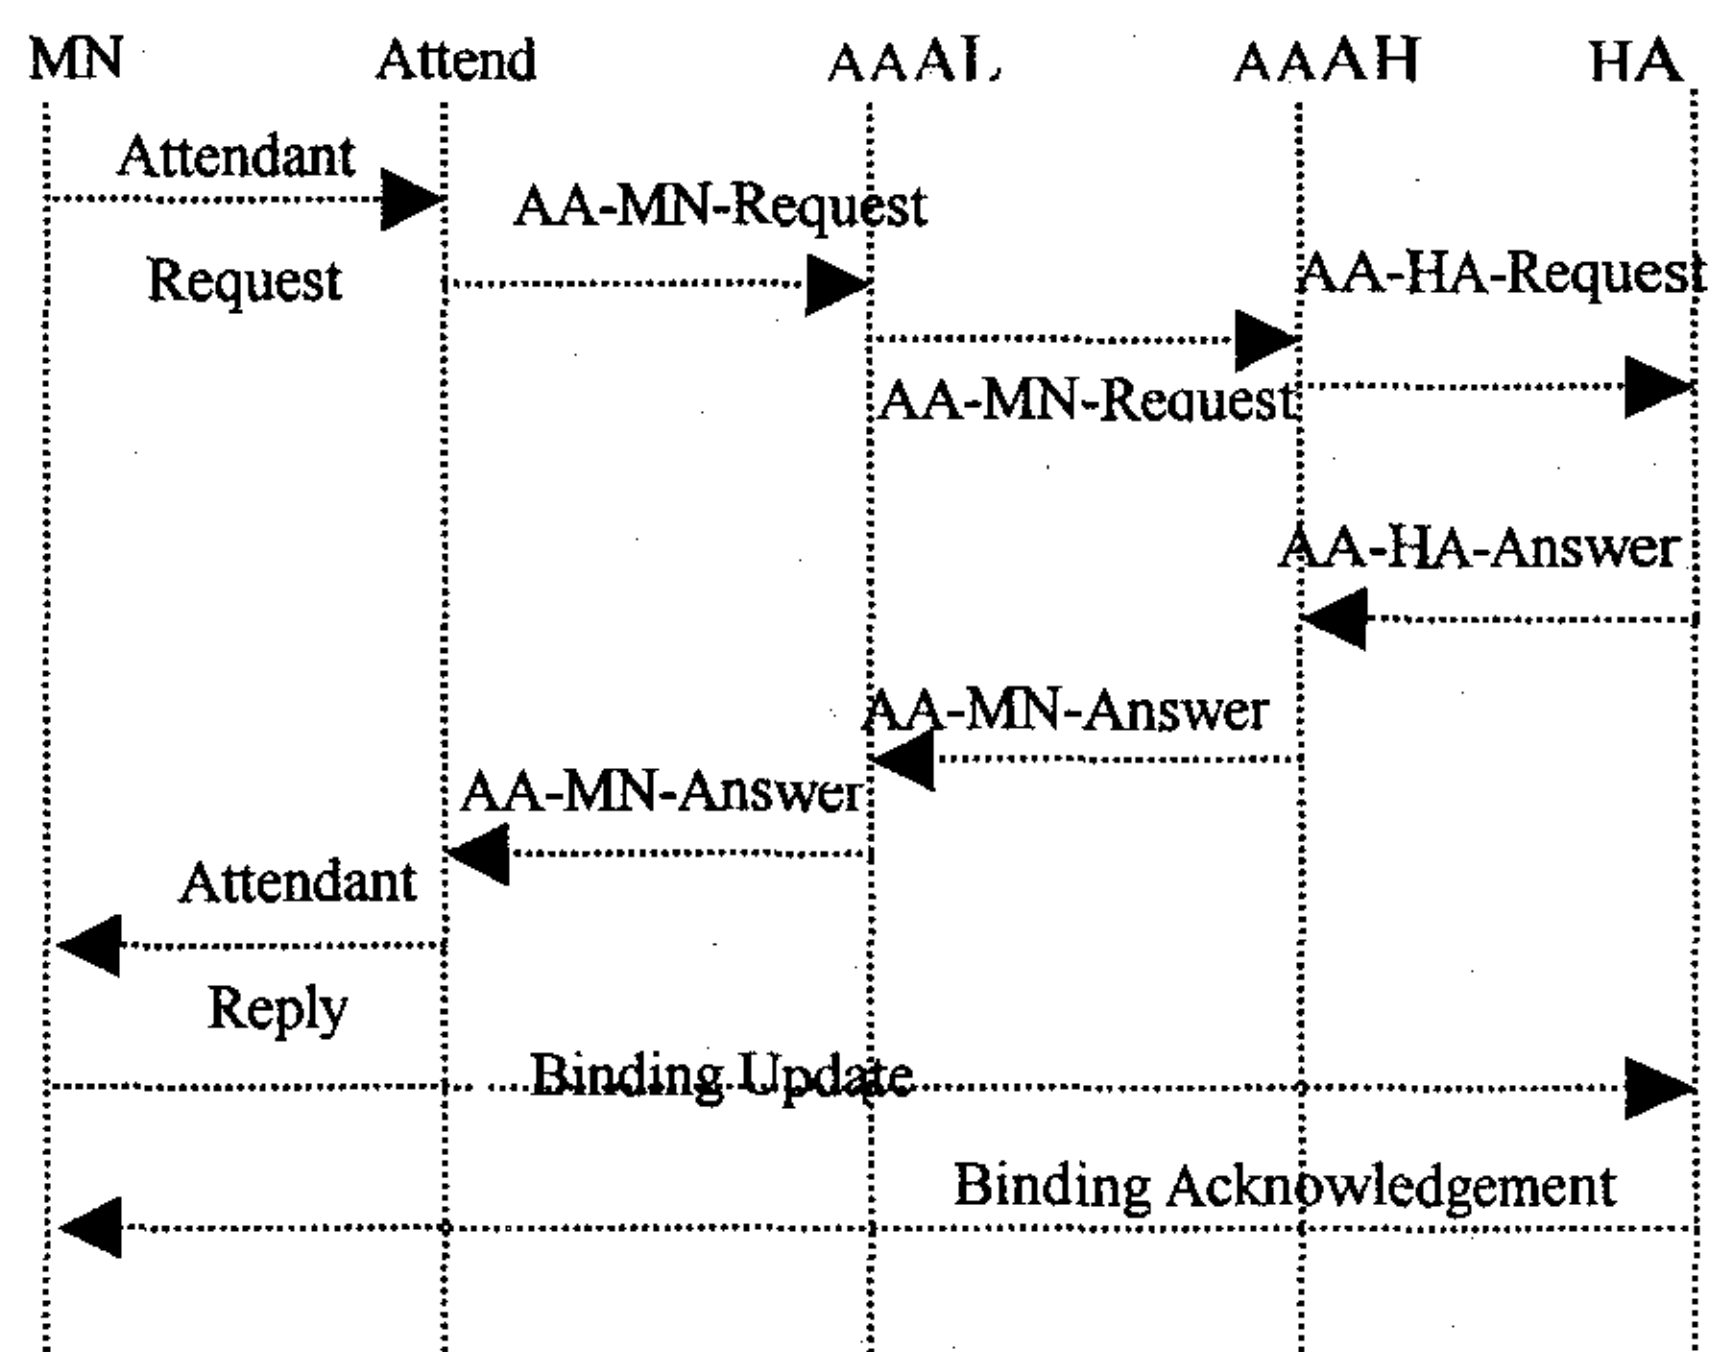 MN Attend AAAL AAAH HA
Attendant
AA-MN-Request
Request
AA-HA-Request
AA-MN-Request
AA-HA-Answer
AA-MN-Answer
AA-MN-Answer
Attendant
Reply
Binding Update
Binding Acknowledgement